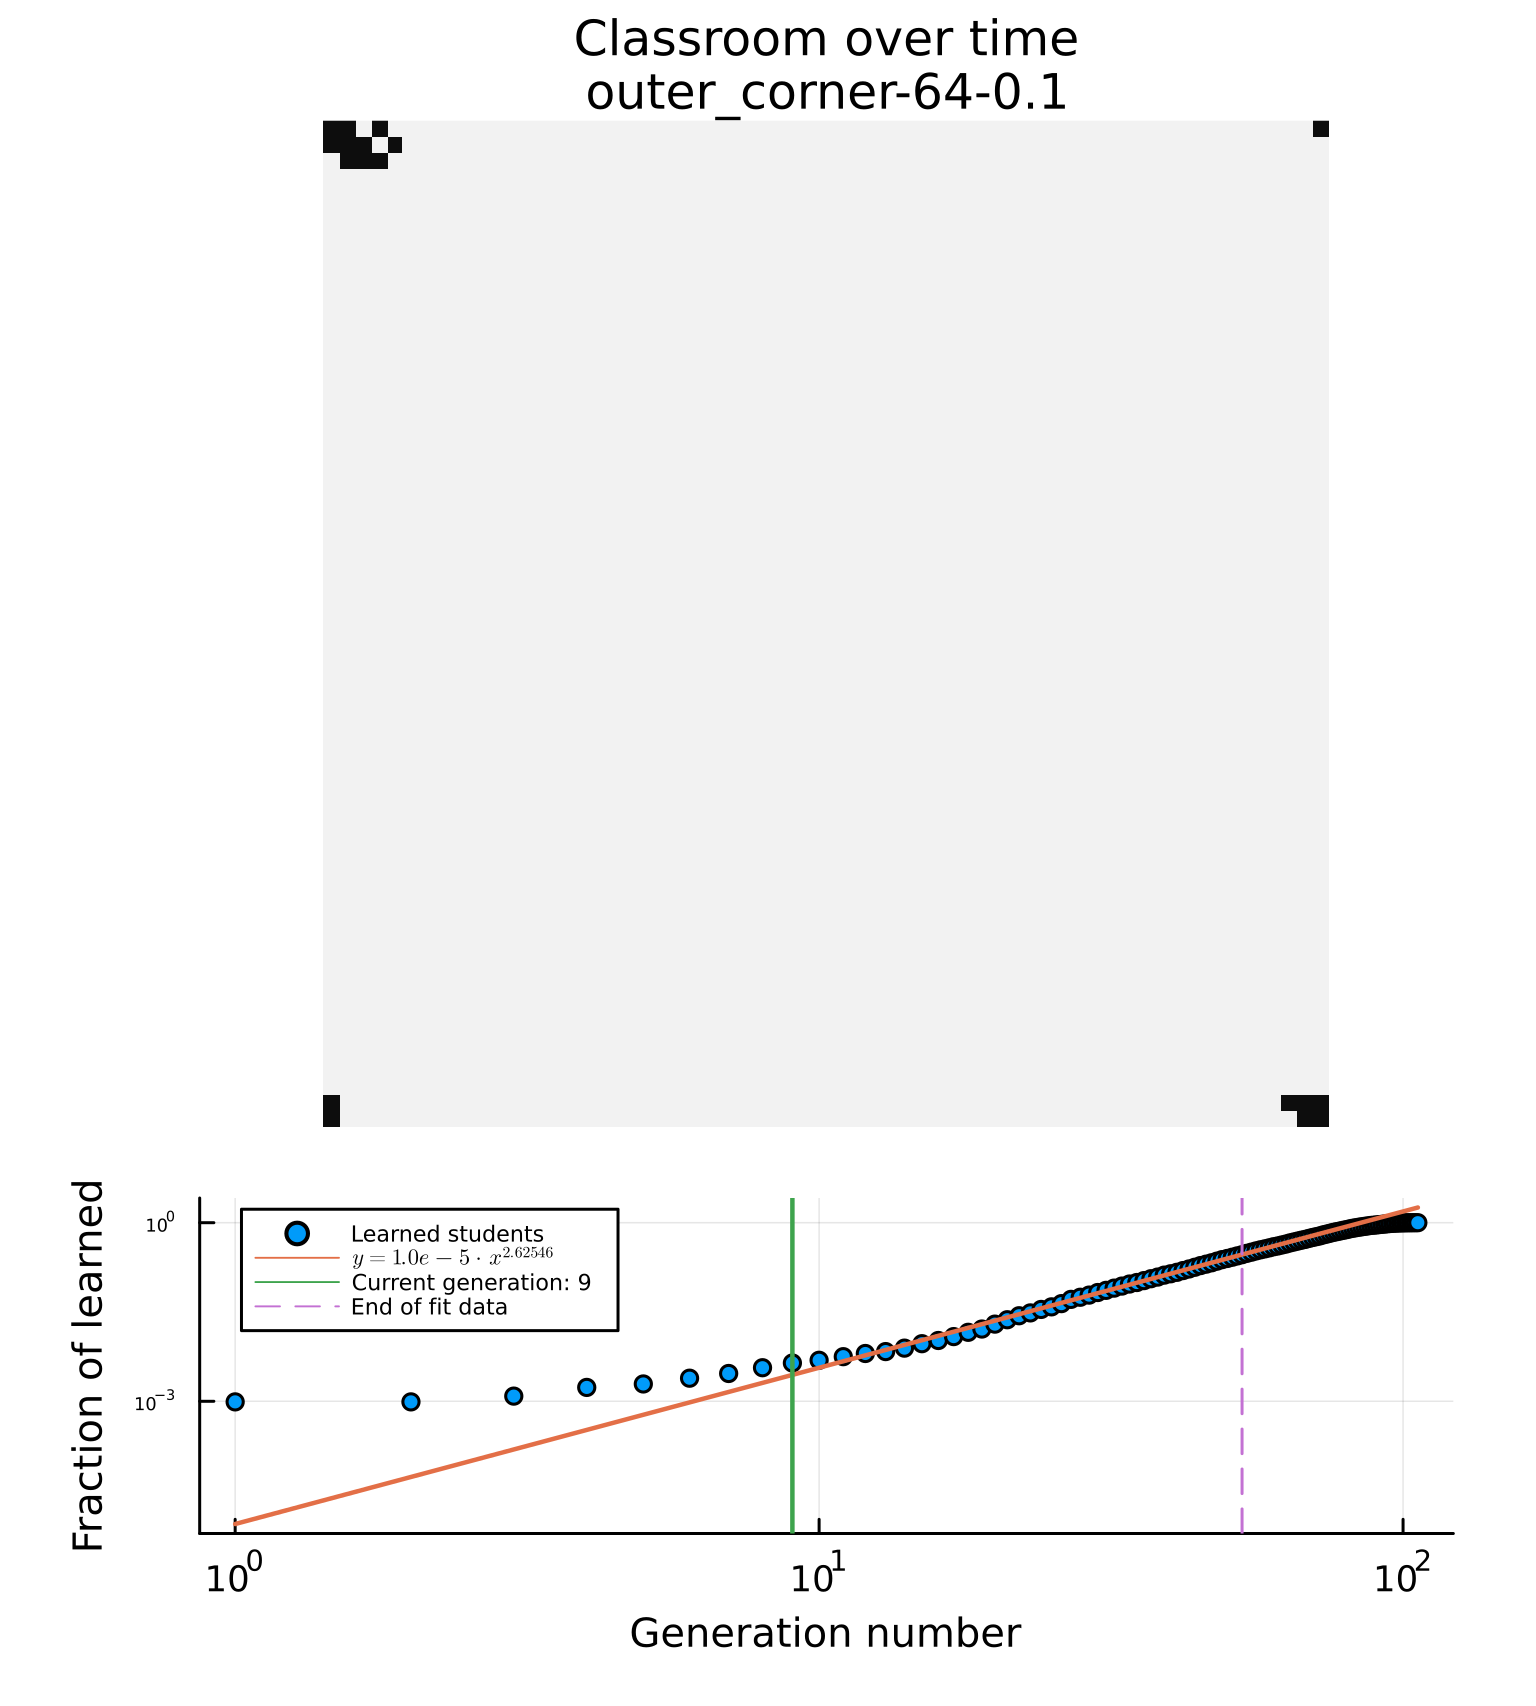 Classroom over time
outer_corner-64-0.1
Fraction of learned
10^0
10^-3
Learned students
y = 1.0e − 5 · x^2.62546
Current generation: 9
End of fit data
10^0 10^1 10^2
Generation number